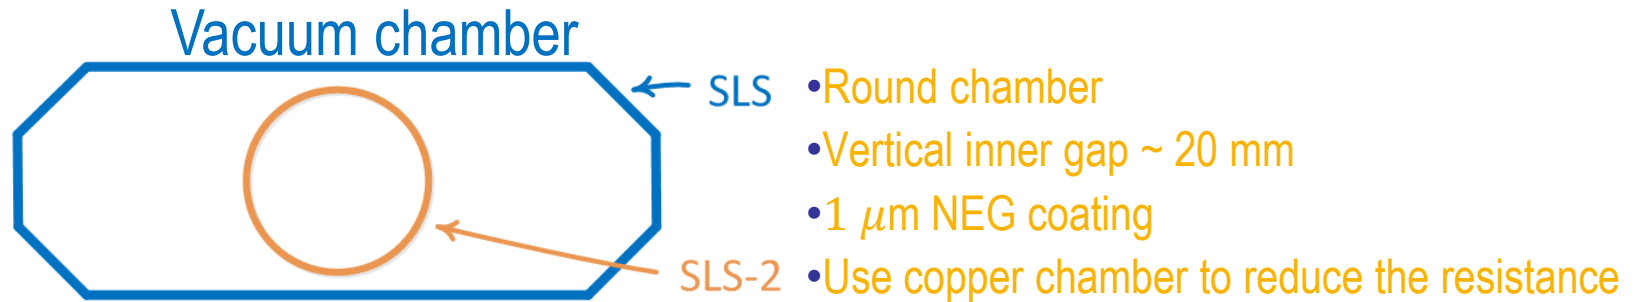 Vacuum chamber
SLS
SLS-2
•Round chamber
•Vertical inner gap ~ 20 mm
•1 𝜇m NEG coating
•Use copper chamber to reduce the resistance